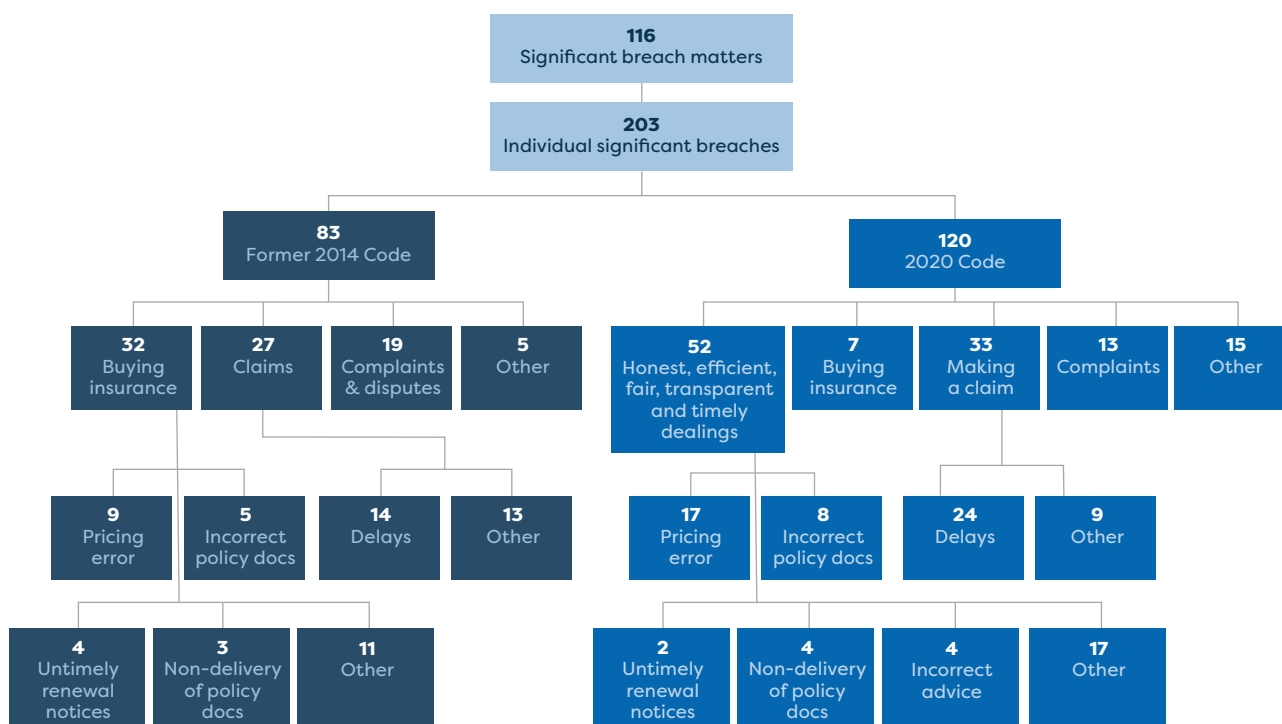 116
Significant breach matters
203
Individual significant breaches
83
Former 2014 Code
120
2020 Code
32
Buying
insurance
27
Claims
19
Complaints
& disputes
5
Other
52
Honest, efficient,
fair, transparent
and timely
dealings
7
Buying
insurance
33
Making
a claim
13
Complaints
15
Other
9
Pricing
error
5
Incorrect
policy docs
14
Delays
13
Other
17
Pricing
error
8
Incorrect
policy docs
24
Delays
9
Other
4
Untimely
renewal
notices
3
Non-delivery
of policy
docs
11
Other
2
Untimely
renewal
notices
4
Non-delivery
of policy
docs
4
Incorrect
advice
17
Other